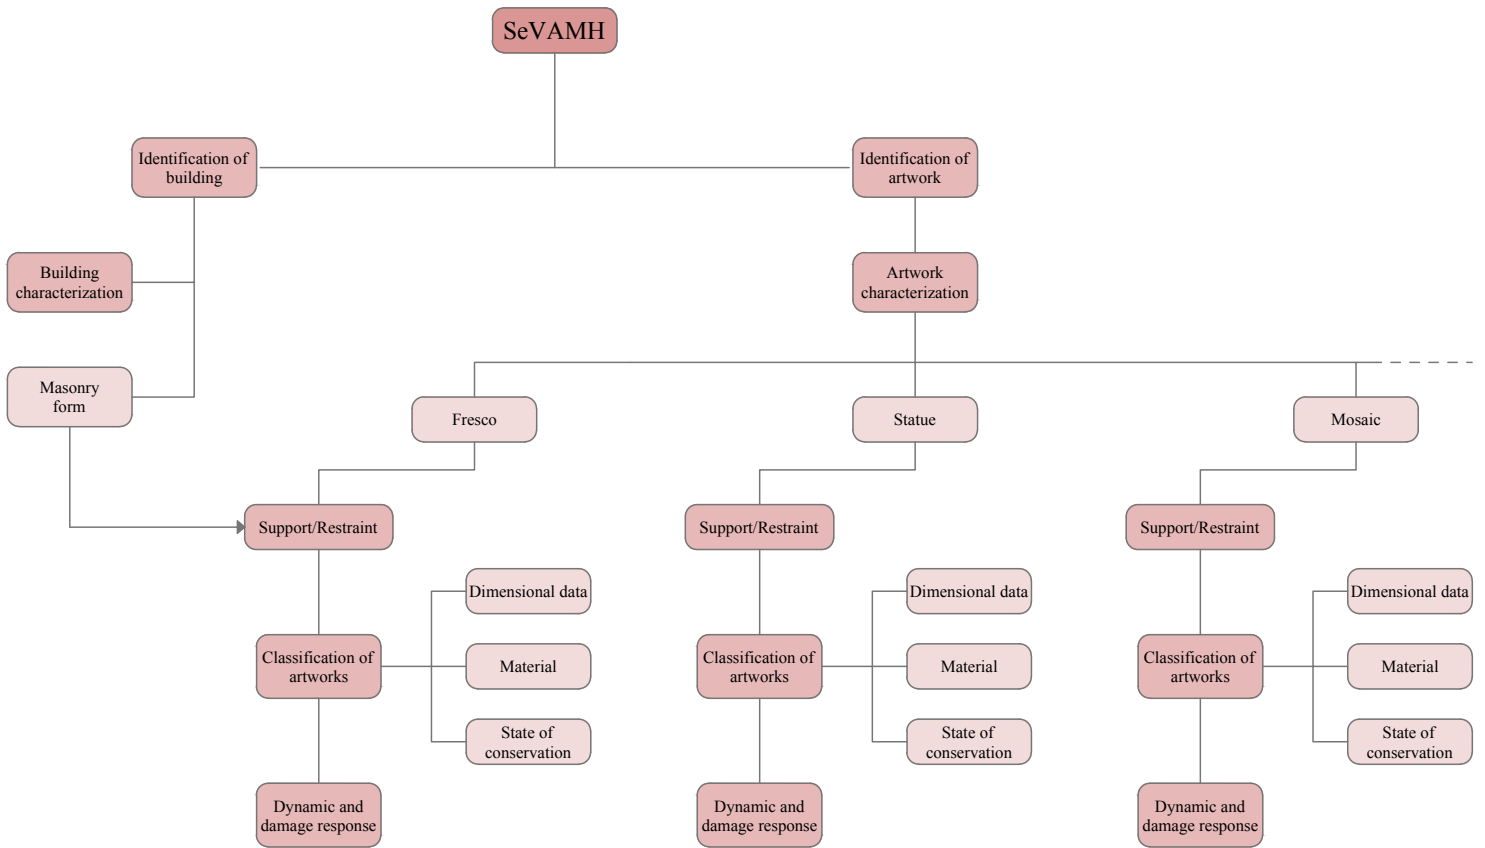 SeVAMH
Identification of
building
Identification of
artwork
Building
characterization
Artwork
characterization
Masonry
form
Fresco
Statue
Mosaic
Support/Restraint
Support/Restraint
Support/Restraint
Dimensional data
Dimensional data
Dimensional data
Classification of
artworks
Material
Classification of
artworks
Material
Classification of
artworks
Material
State of
conservation
State of
conservation
State of
conservation
Dynamic and
damage response
Dynamic and
damage response
Dynamic and
damage response